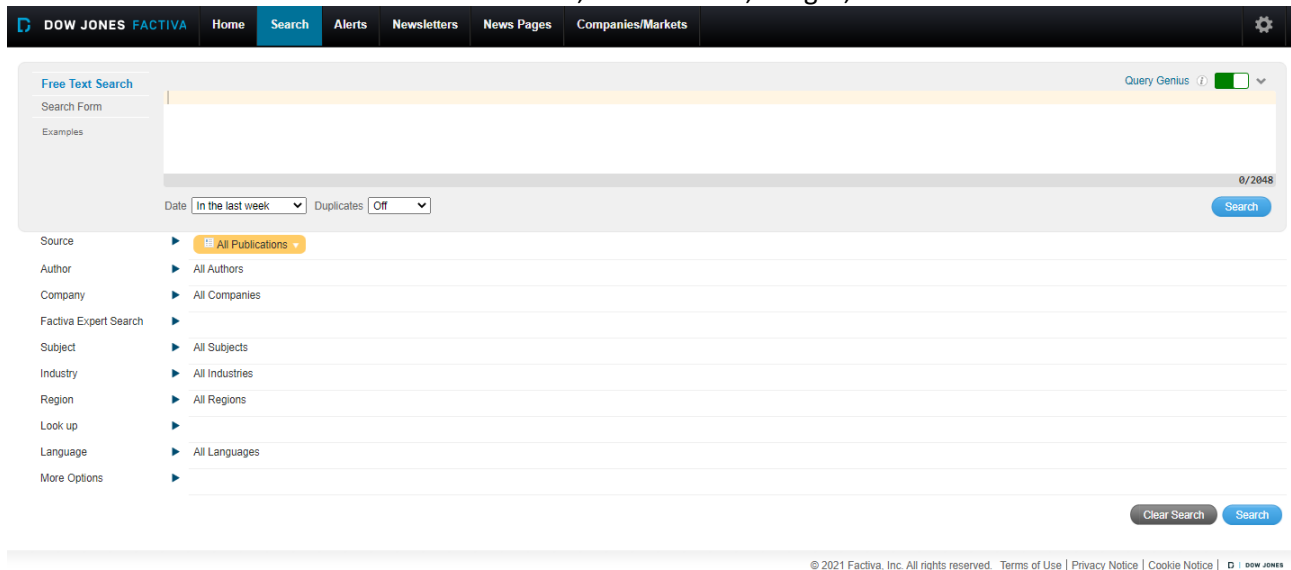 DOW JONES FACTIVA Home Search Alerts Newsletters News Pages Companies/Markets
Free Text Search
Query Genius i
Search Form
Examples
0/2048
Date In the last week Duplicates Off
Search
Source All Publications
Author All Authors
Company All Companies
Factiva Expert Search
Subject All Subjects
Industry All Industries
Region All Regions
Look up
Language All Languages
More Options
Clear Search Search
© 2021 Factiva, Inc. All rights reserved. Terms of Use | Privacy Notice | Cookie Notice | D | DOW JONES